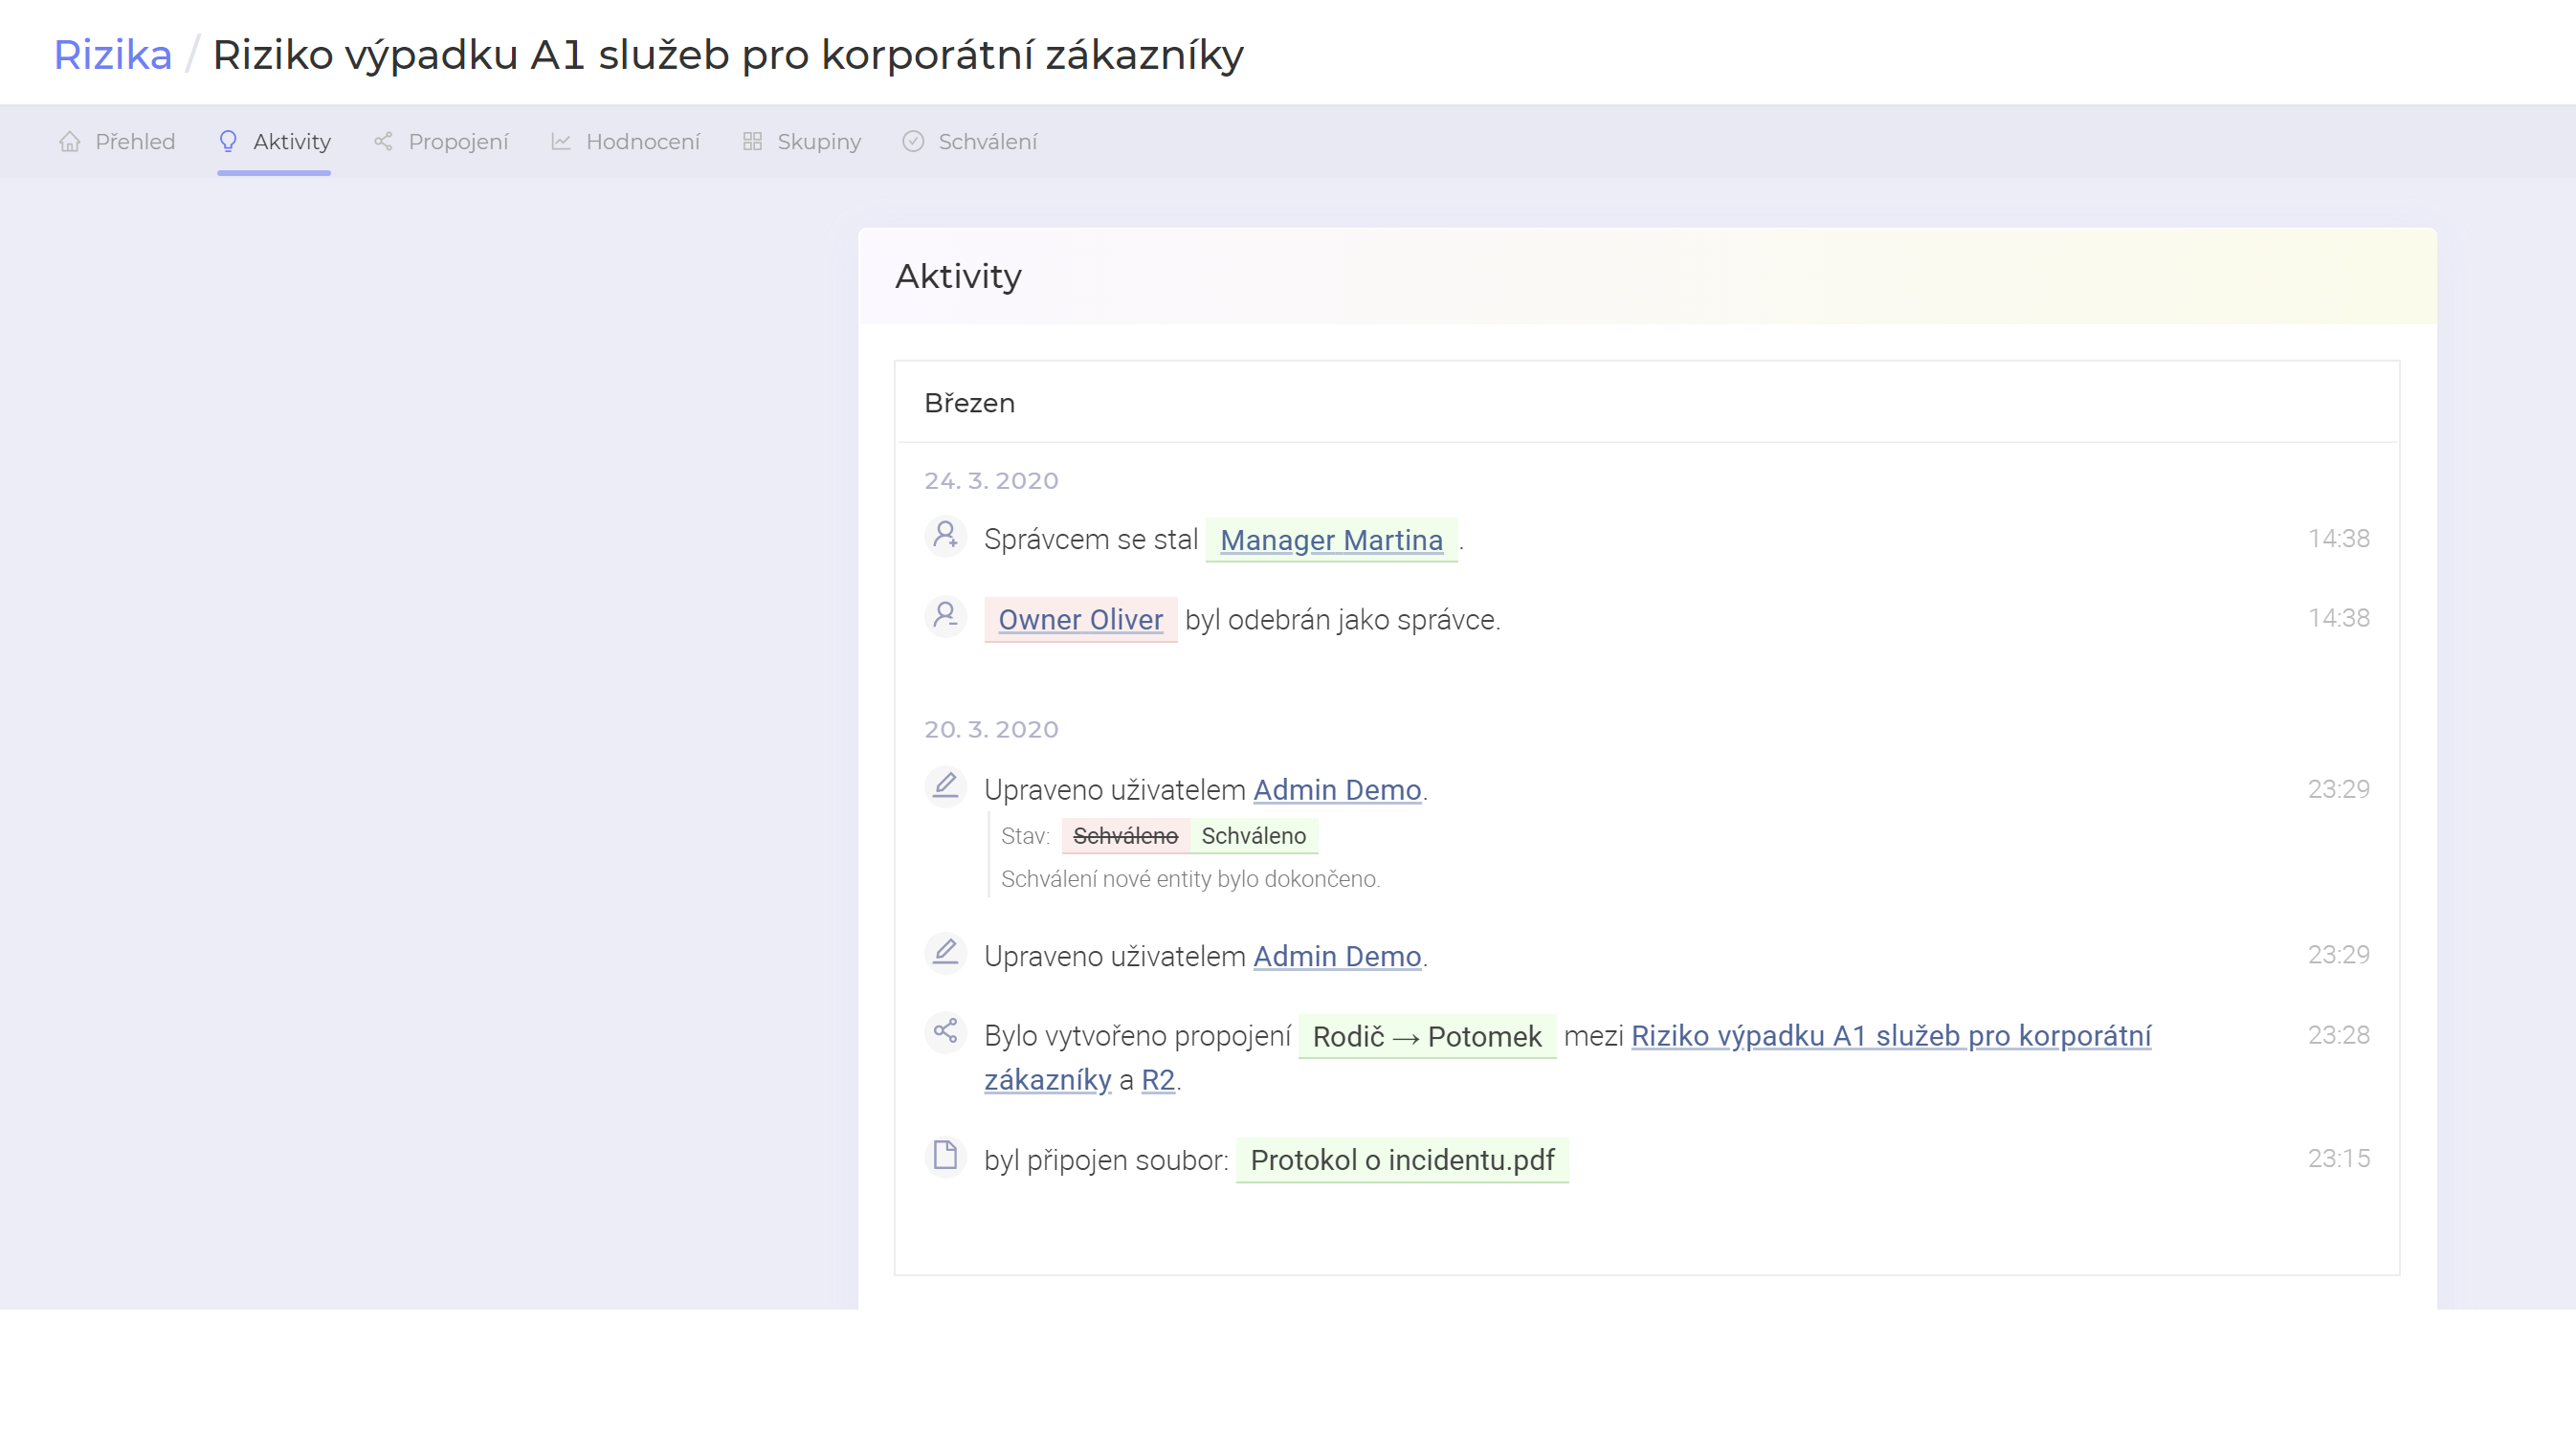 Rizika / Riziko výpadku A1 služeb pro korporátní zákazníky
Přehled Aktivity Propojení Hodnocení Skupiny Schválení
Aktivity
Březen
24. 3. 2020
Správcem se stal Manager Martina . 14:38
Owner Oliver byl odebrán jako správce. 14:38
20. 3. 2020
Upraveno uživatelem Admin Demo. 23:29
Stav: Schváleno Schváleno
Schválení nové entity bylo dokončeno.
Upraveno uživatelem Admin Demo. 23:29
Bylo vytvořeno propojení Rodič → Potomek mezi Riziko výpadku A1 služeb pro korporátní 23:28
zákazníky a R2.
byl připojen soubor: Protokol o incidentu.pdf 23:15